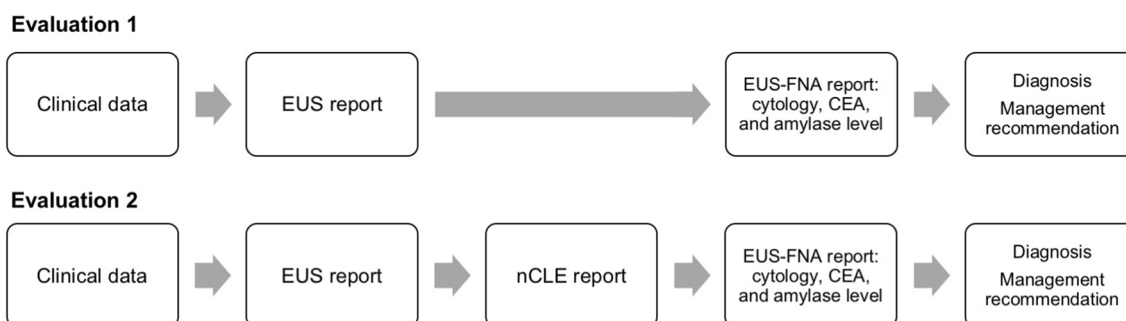 Evaluation 1
Clinical data
EUS report
EUS-FNA report:
cytology, CEA,
and amylase level
Diagnosis
Management
recommendation
Evaluation 2
Clinical data
EUS report
nCLE report
EUS-FNA report:
cytology, CEA,
and amylase level
Diagnosis
Management
recommendation